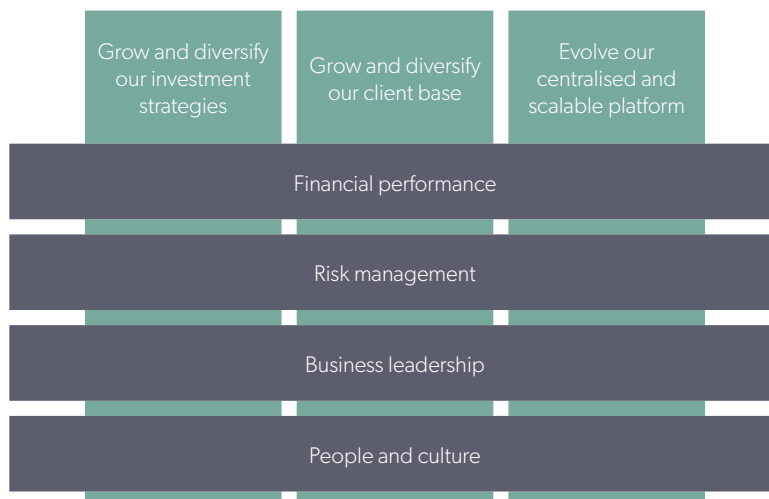 Grow and diversify
our investment
strategies
Grow and diversify
our client base
Evolve our
centralised and
scalable platform
Financial performance
Risk management
Business leadership
People and culture